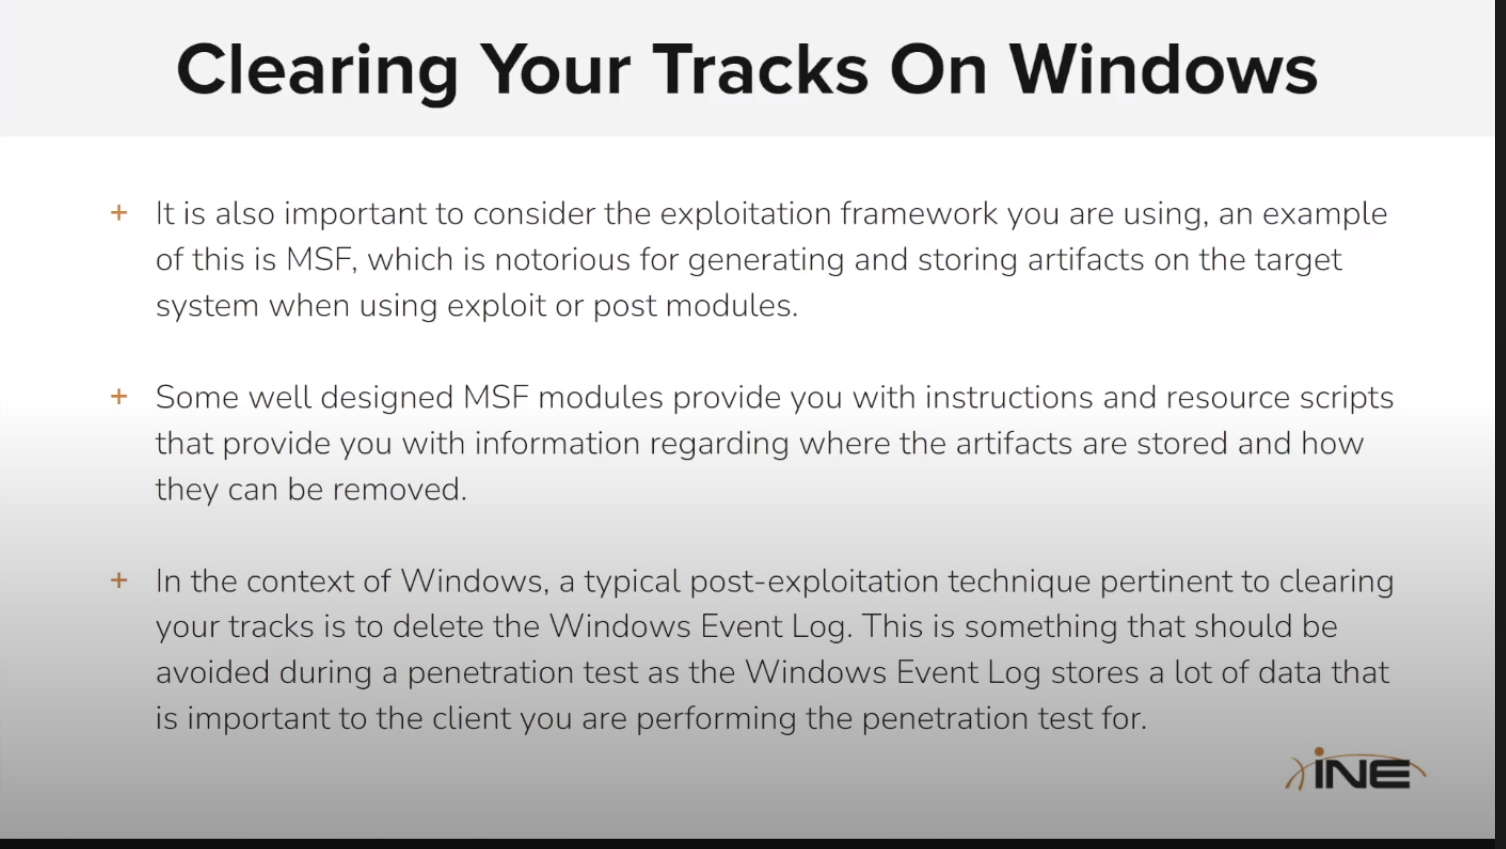 Clearing Your Tracks On Windows
+ It is also important to consider the exploitation framework you are using, an example
of this is MSF, which is notorious for generating and storing artifacts on the target
system when using exploit or post modules.
+ Some well designed MSF modules provide you with instructions and resource scripts
that provide you with information regarding where the artifacts are stored and how
they can be removed.
+ In the context of Windows, a typical post-exploitation technique pertinent to clearing
your tracks is to delete the Windows Event Log. This is something that should be
avoided during a penetration test as the Windows Event Log stores a lot of data that
is important to the client you are performing the penetration test for.
iNE